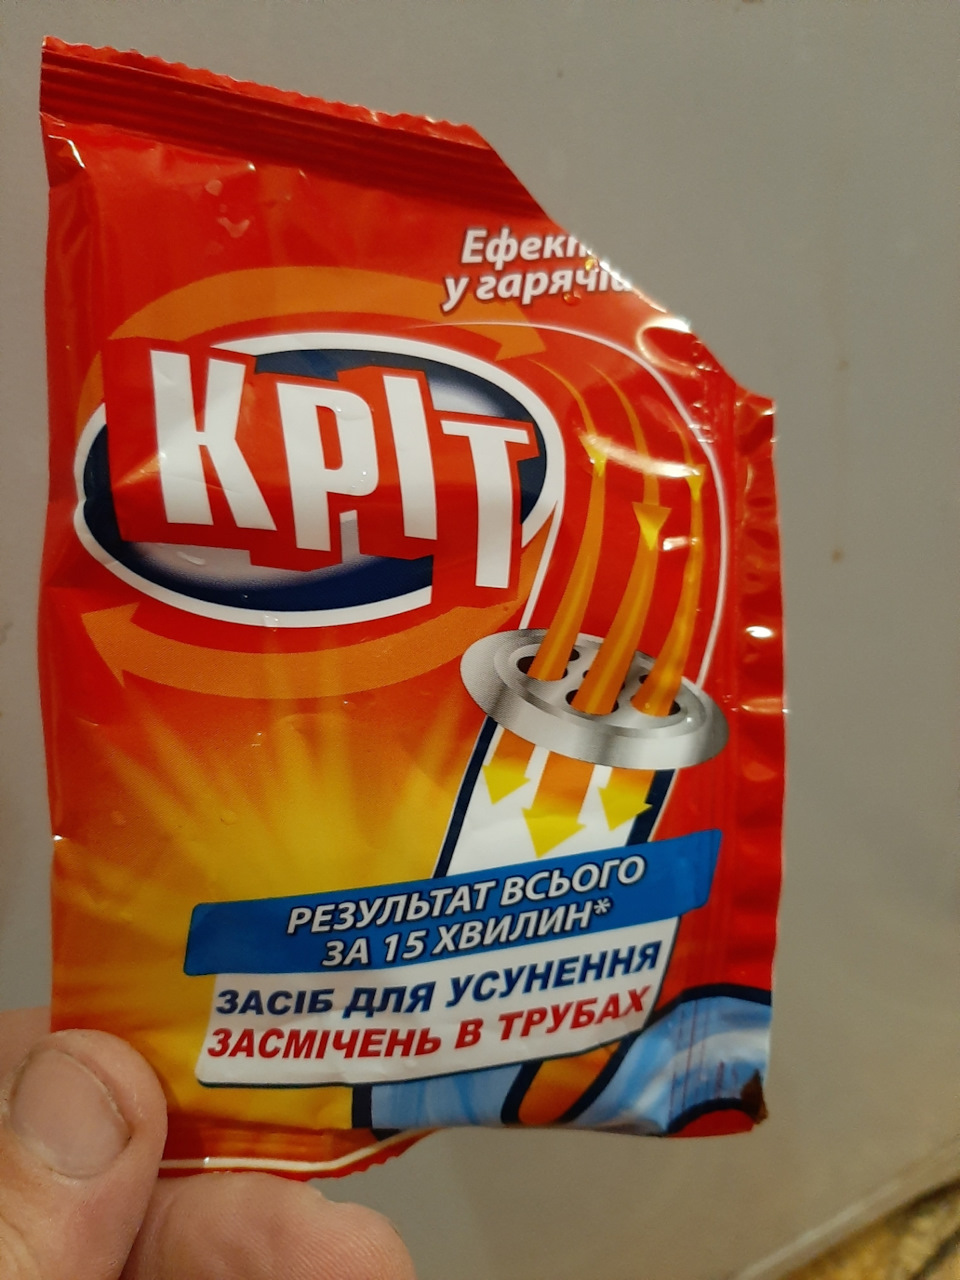 у
КРІТ
РЕЗУЛЬТАТ ВСЬОГО
ЗА 15 ХВИЛИН*
ЗАСІБ ДЛЯ УСУНЕННЯ
ЗАСМІЧЕНЬ В ТРУБАХ